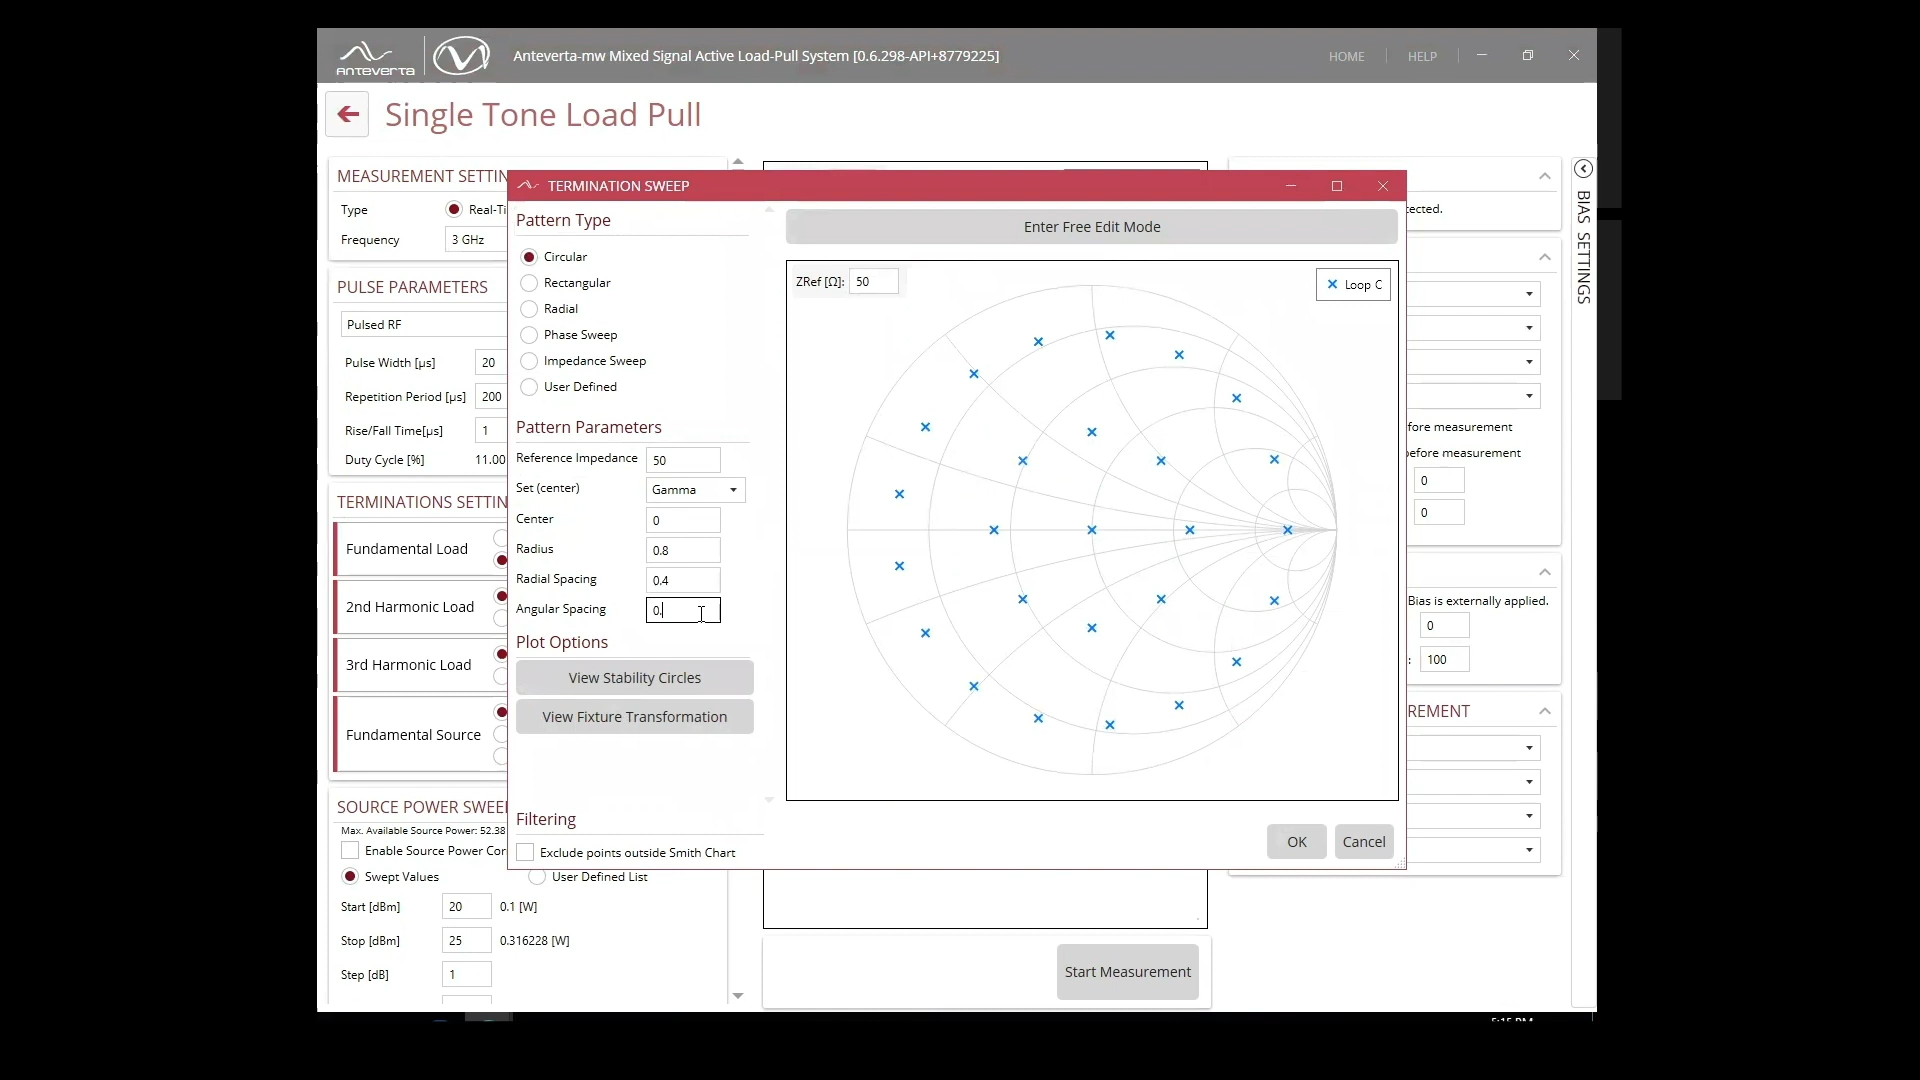 ANTEVERTA
Anteverta-mw Mixed Signal Active Load-Pull System [0.6.298-API+8779225]
HOME
HELP
Single Tone Load Pull
MEASUREMENT SETTIN
Type
Real-Ti
Frequency
3 GHz
PULSE PARAMETERS
Pulsed RF
Pulse Width [µs]
20
Repetition Period [µs]
200
Rise/Fall Time[µs]
1
Duty Cycle [%]
11.00
TERMINATIONS SETTIN
Fundamental Load
2nd Harmonic Load
3rd Harmonic Load
Fundamental Source
SOURCE POWER SWEE
Max. Available Source Power: 52.38
Enable Source Power Cor
Swept Values
User Defined List
Start [dBm]
20
0.1 [W]
Stop [dBm]
25
0.316228 [W]
Step [dB]
1
TERMINATION SWEEP
Pattern Type
Circular
Rectangular
Radial
Phase Sweep
Impedance Sweep
User Defined
Pattern Parameters
Reference Impedance
50
Set (center)
Gamma
Center
0
Radius
0.8
Radial Spacing
0.4
Angular Spacing
0.
Plot Options
View Stability Circles
View Fixture Transformation
Filtering
Exclude points outside Smith Chart
Enter Free Edit Mode
ZRef [Ω]:
50
Loop C
OK
Cancel
Start Measurement
ected.
fore measurement
before measurement
0
0
Bias is externally applied.
0
:
100
REMENT
BIAS SETTINGS